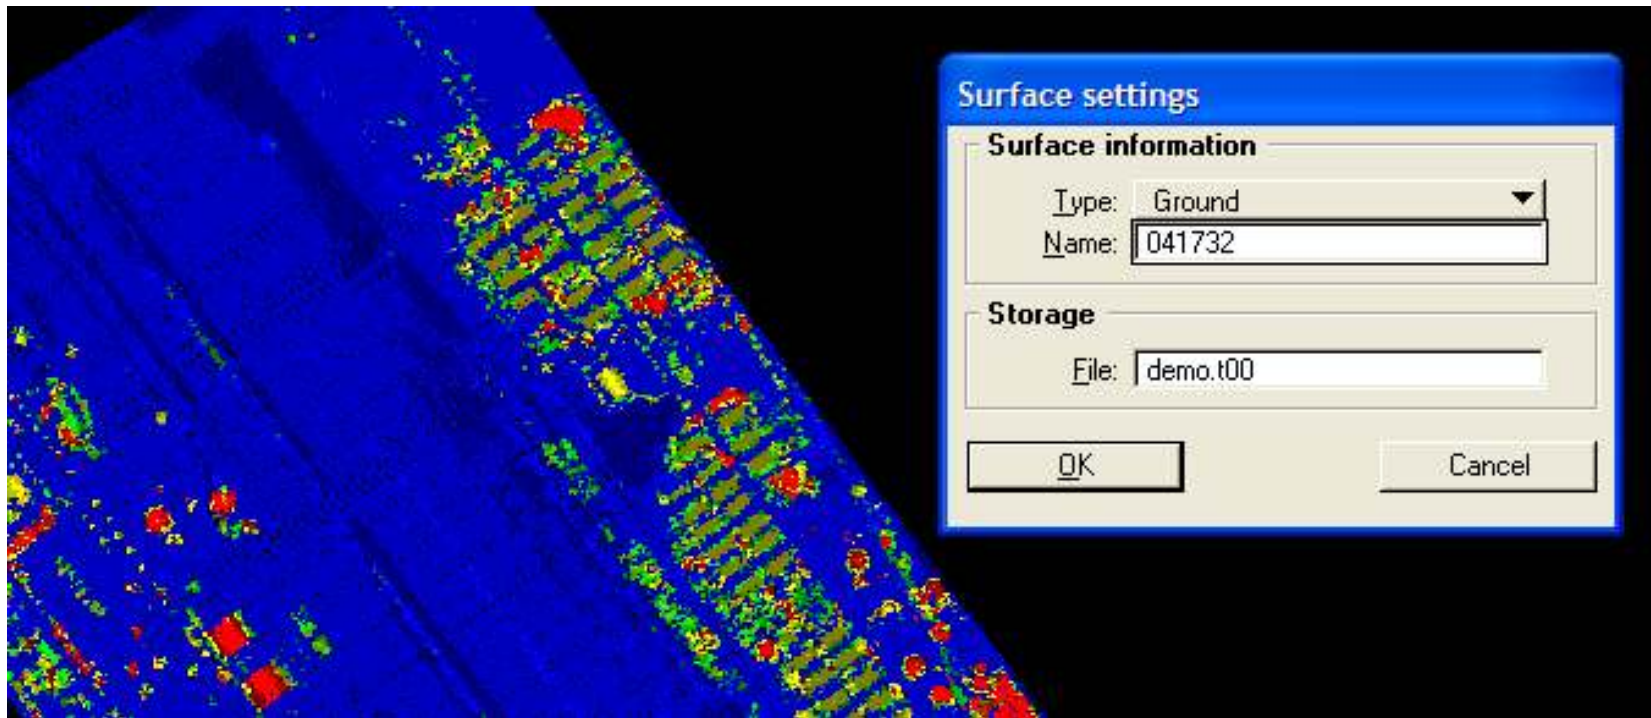 Surface settings
Surface information
Type: Ground
Name: 041732
Storage
File: demo.t00
OK Cancel